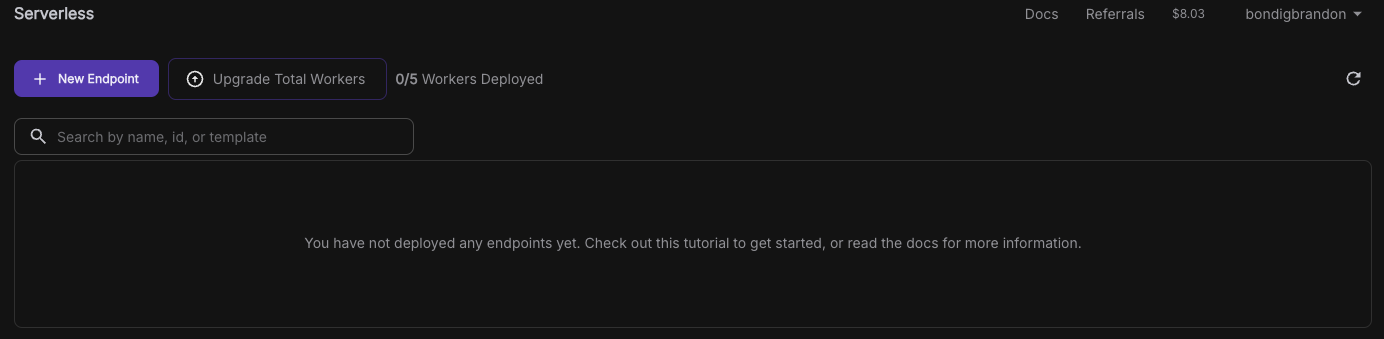 Serverless
Docs Referrals $8.03 bondigbrandon
New Endpoint Upgrade Total Workers 0/5 Workers Deployed
Search by name, id, or template
You have not deployed any endpoints yet. Check out this tutorial to get started, or read the docs for more information.